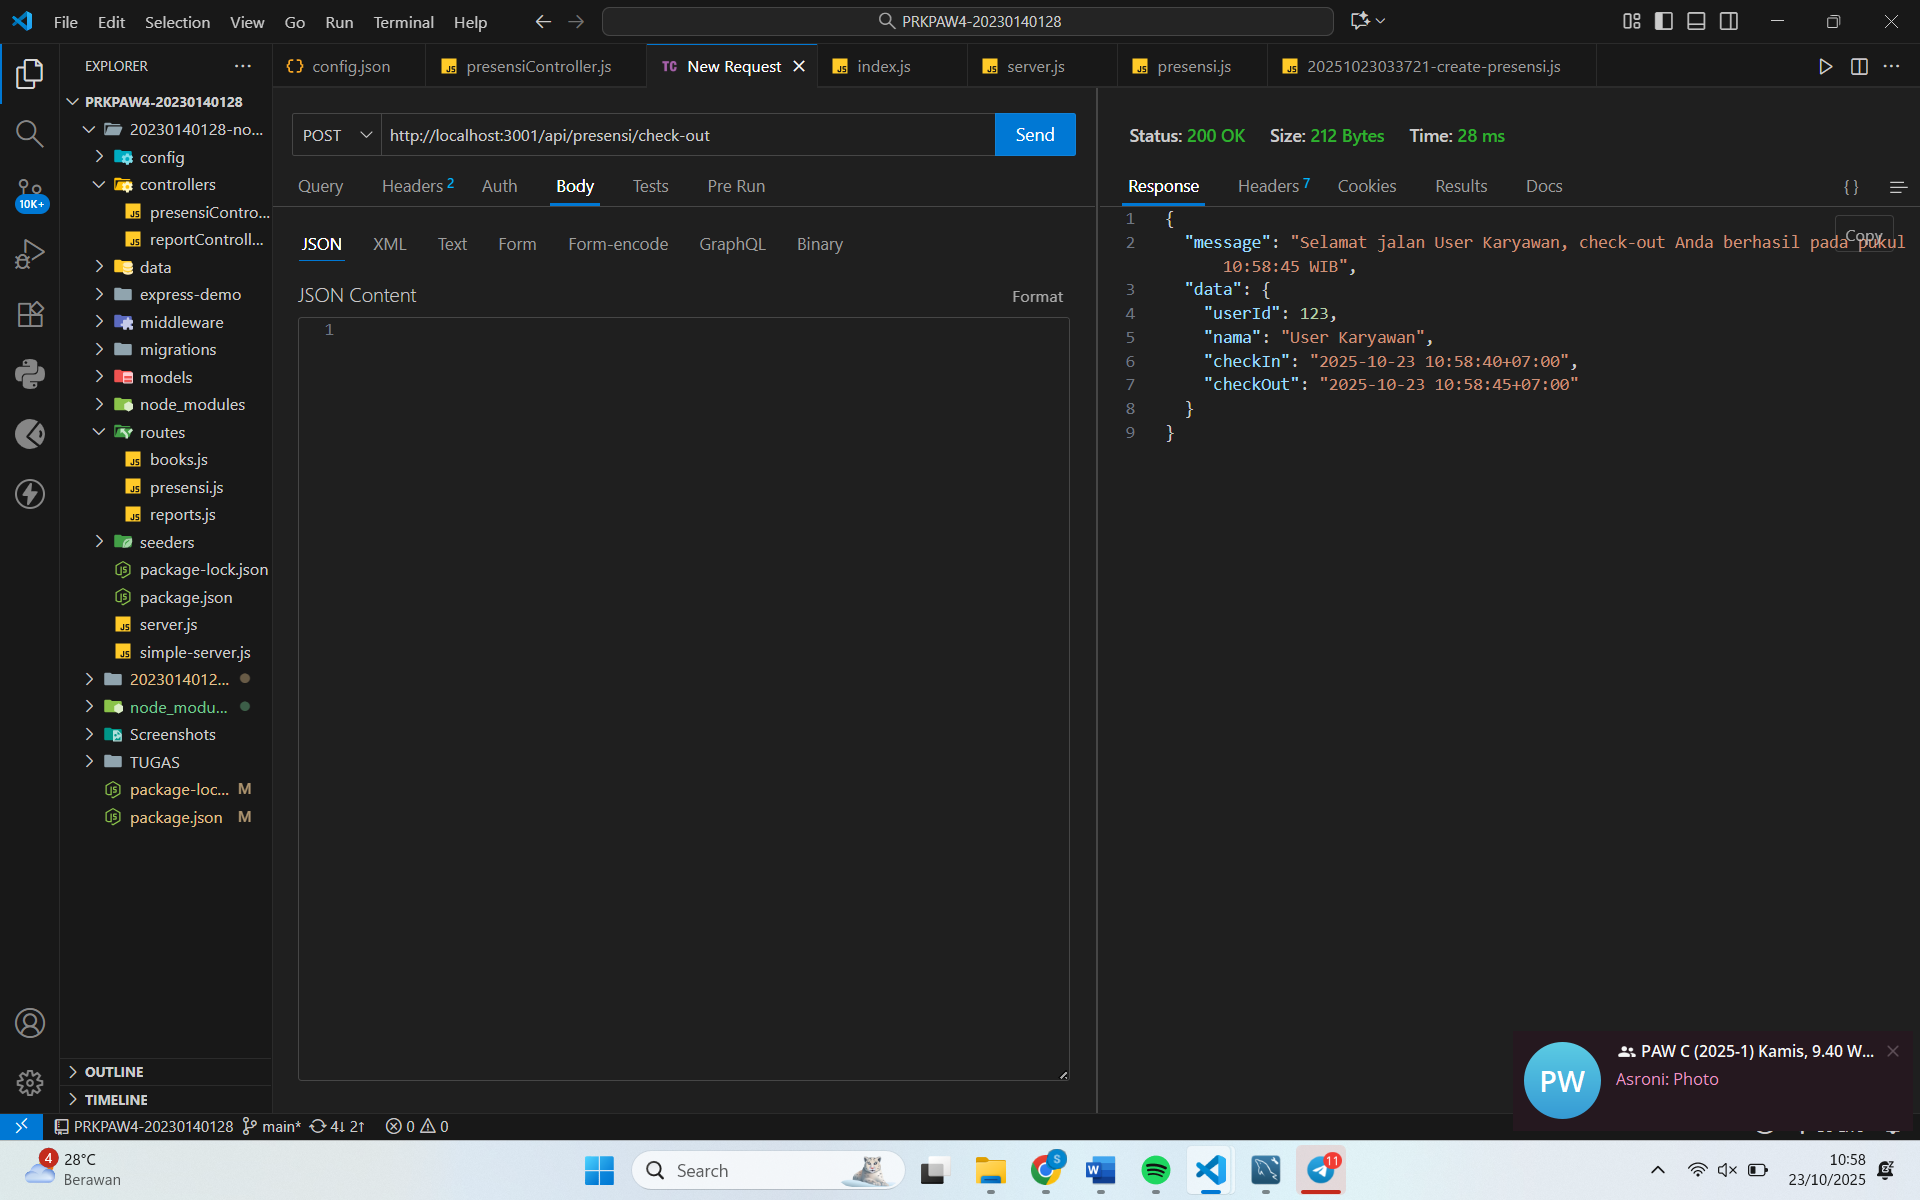 File Edit Selection View Go Run Terminal Help
PRKPAW4-20230140128
EXPLORER
PRKPAW4-20230140128
20230140128-no...
config
controllers
presensiContro...
reportControll...
data
express-demo
middleware
migrations
models
node_modules
routes
books.js
presensi.js
reports.js
seeders
package-lock.json
package.json
server.js
simple-server.js
2023014012...
node_modu...
Screenshots
TUGAS
package-loc... M
package.json M
OUTLINE
TIMELINE
10K+
config.json presensiController.js TC New Request index.js server.js presensi.js 20251023033721-create-presensi.js
POST http://localhost:3001/api/presensi/check-out Send
Query Headers 2 Auth Body Tests Pre Run
JSON XML Text Form Form-encode GraphQL Binary
JSON Content Format
1
Status: 200 OK Size: 212 Bytes Time: 28 ms
Response Headers 7 Cookies Results Docs { }
Copy
1 {
2 "message": "Selamat jalan User Karyawan, check-out Anda berhasil pada pukul
10:58:45 WIB",
3 "data": {
4 "userId": 123,
5 "nama": "User Karyawan",
6 "checkIn": "2025-10-23 10:58:40+07:00",
7 "checkOut": "2025-10-23 10:58:45+07:00"
8 }
9 }
PW
PAW C (2025-1) Kamis, 9.40 W...
Asroni: Photo
PRKPAW4-20230140128 main* 4↓ 2↑ 0 0
4
28°C
Berawan
Search
S
W
11
10:58
23/10/2025